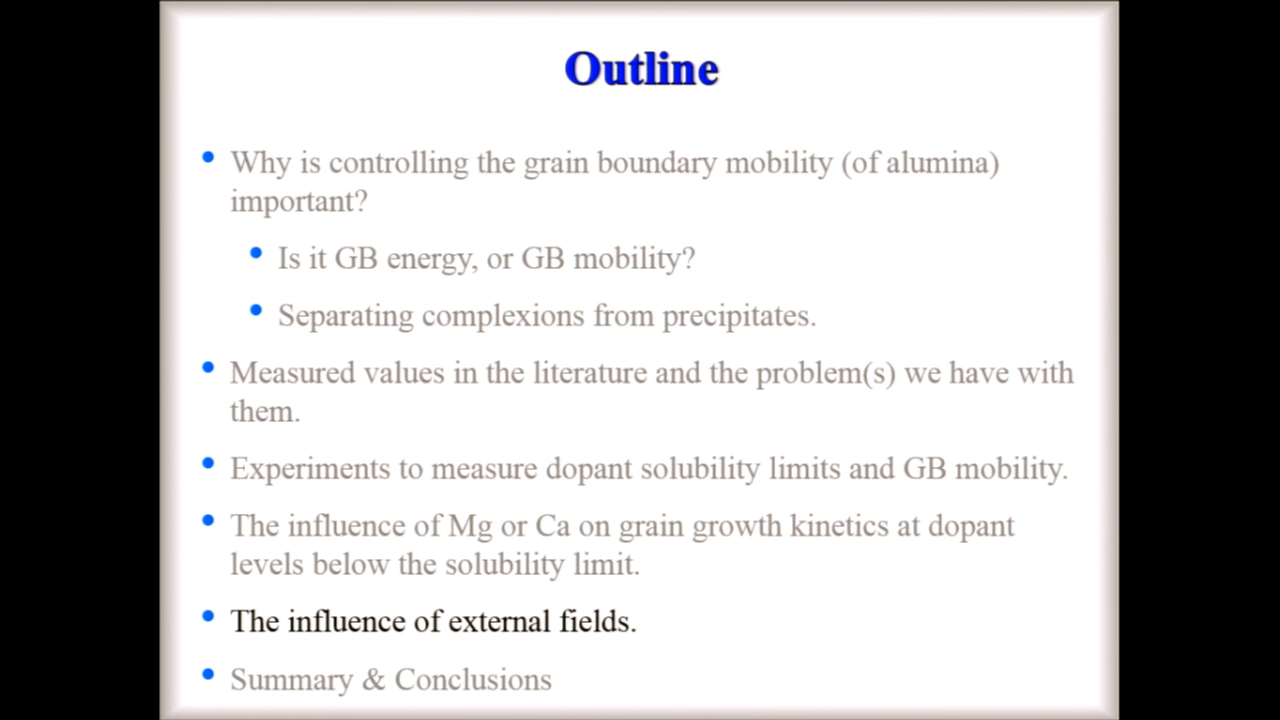 Outline
• Why is controlling the grain boundary mobility (of alumina)
important?
• Is it GB energy, or GB mobility?
• Separating complexions from precipitates.
• Measured values in the literature and the problem(s) we have with
them.
• Experiments to measure dopant solubility limits and GB mobility.
• The influence of Mg or Ca on grain growth kinetics at dopant
levels below the solubility limit.
• The influence of external fields.
• Summary & Conclusions